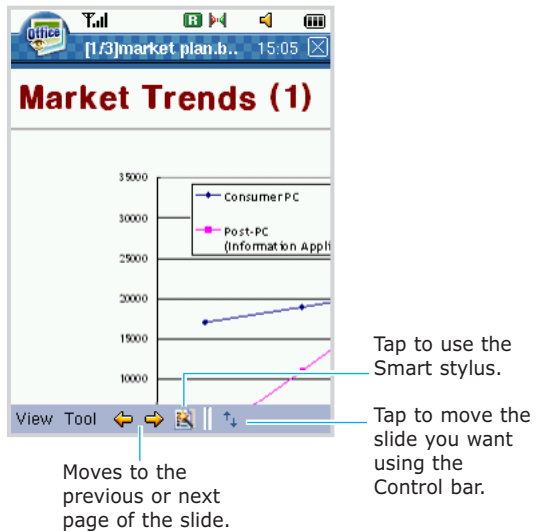 Office
[1/3]market plan.b.. 15:05
Market Trends (1)
35000
30000
25000
20000
15000
10000
Consumer PC
Post-PC
(Information Appli
View Tool
Tap to use the
Smart stylus.
Tap to move the
slide you want
using the
Control bar.
Moves to the
previous or next
page of the slide.